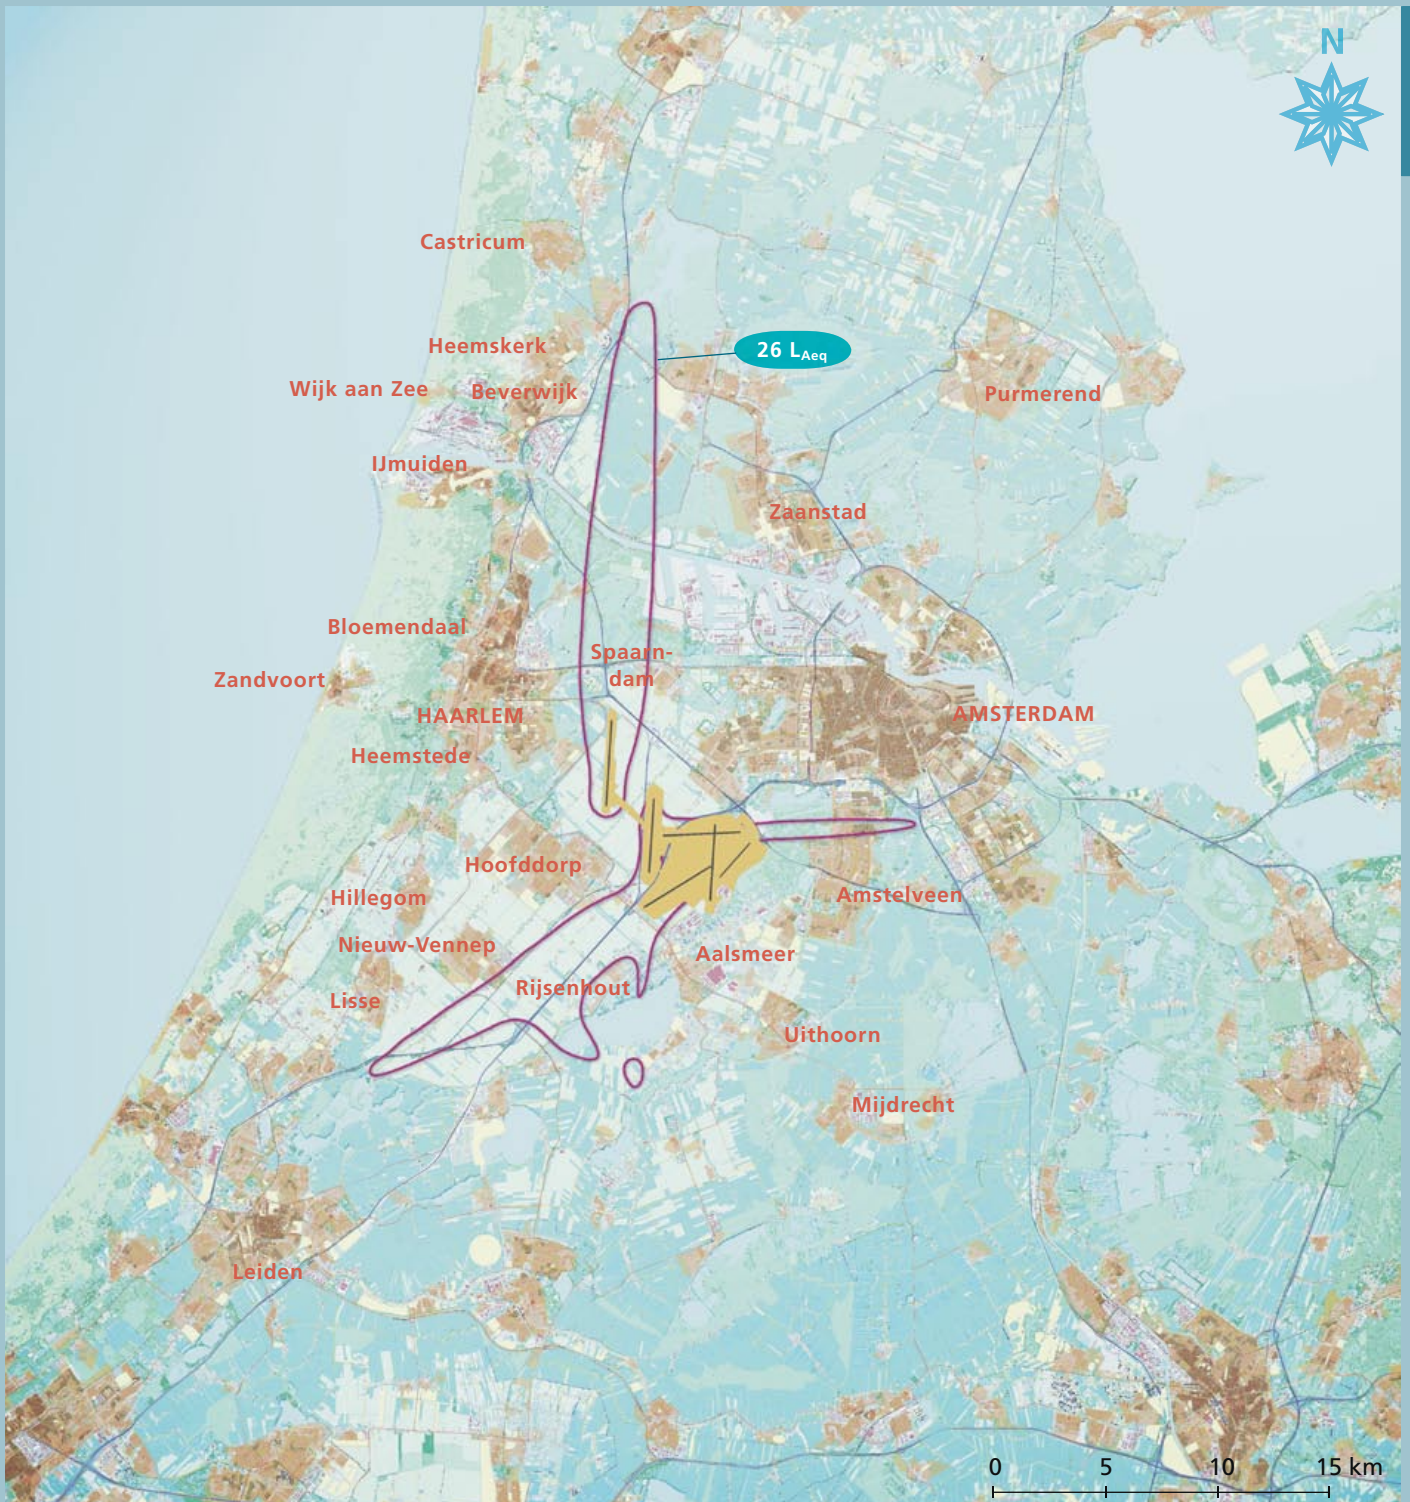 N
Castricum
26 LAeq
Heemskerk
Wijk aan Zee
Beverwijk
Purmerend
IJmuiden
Zaanstad
Bloemendaal
Spaarn-
dam
Zandvoort
HAARLEM
AMSTERDAM
Heemstede
Hoofddorp
Hillegom
Amstelveen
Nieuw-Vennep
Aalsmeer
Lisse
Rijsenhout
Uithoorn
Mijdrecht
Leiden
0 5 10 15 km